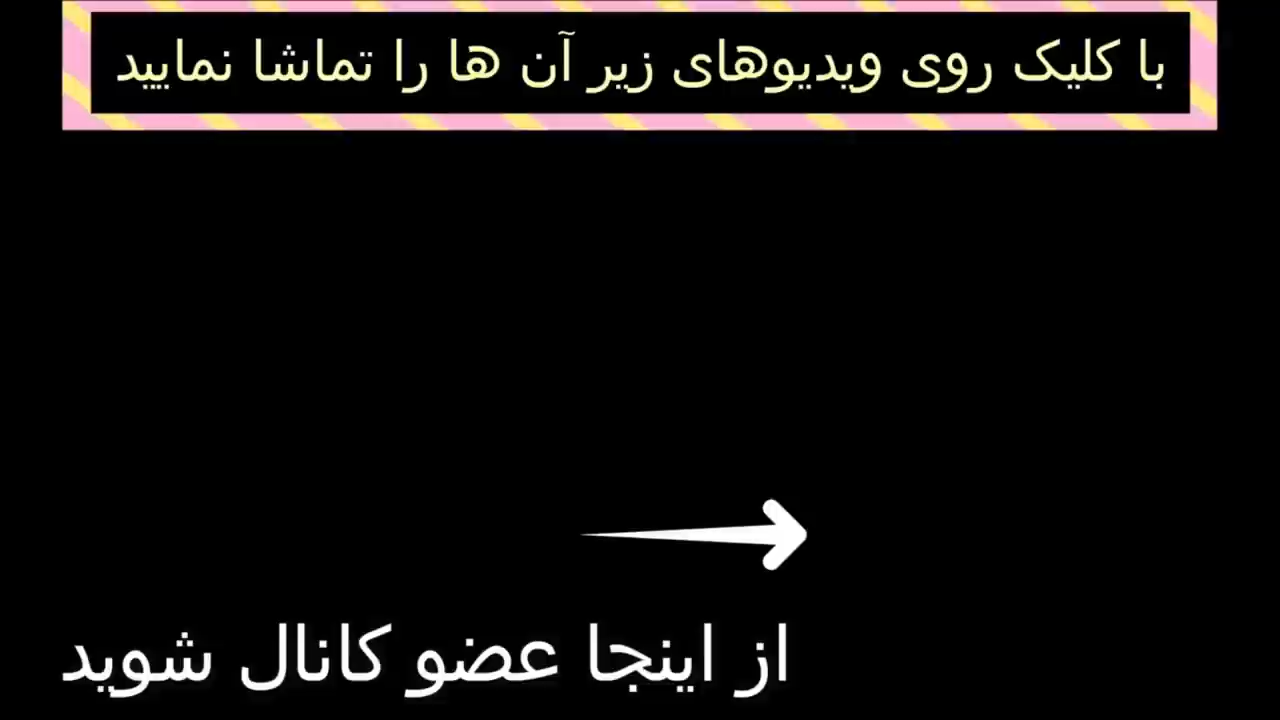 با کلیک روی ویدیوهای زیر آن ها را تماشا نمایید
از اینجا عضو کانال شوید